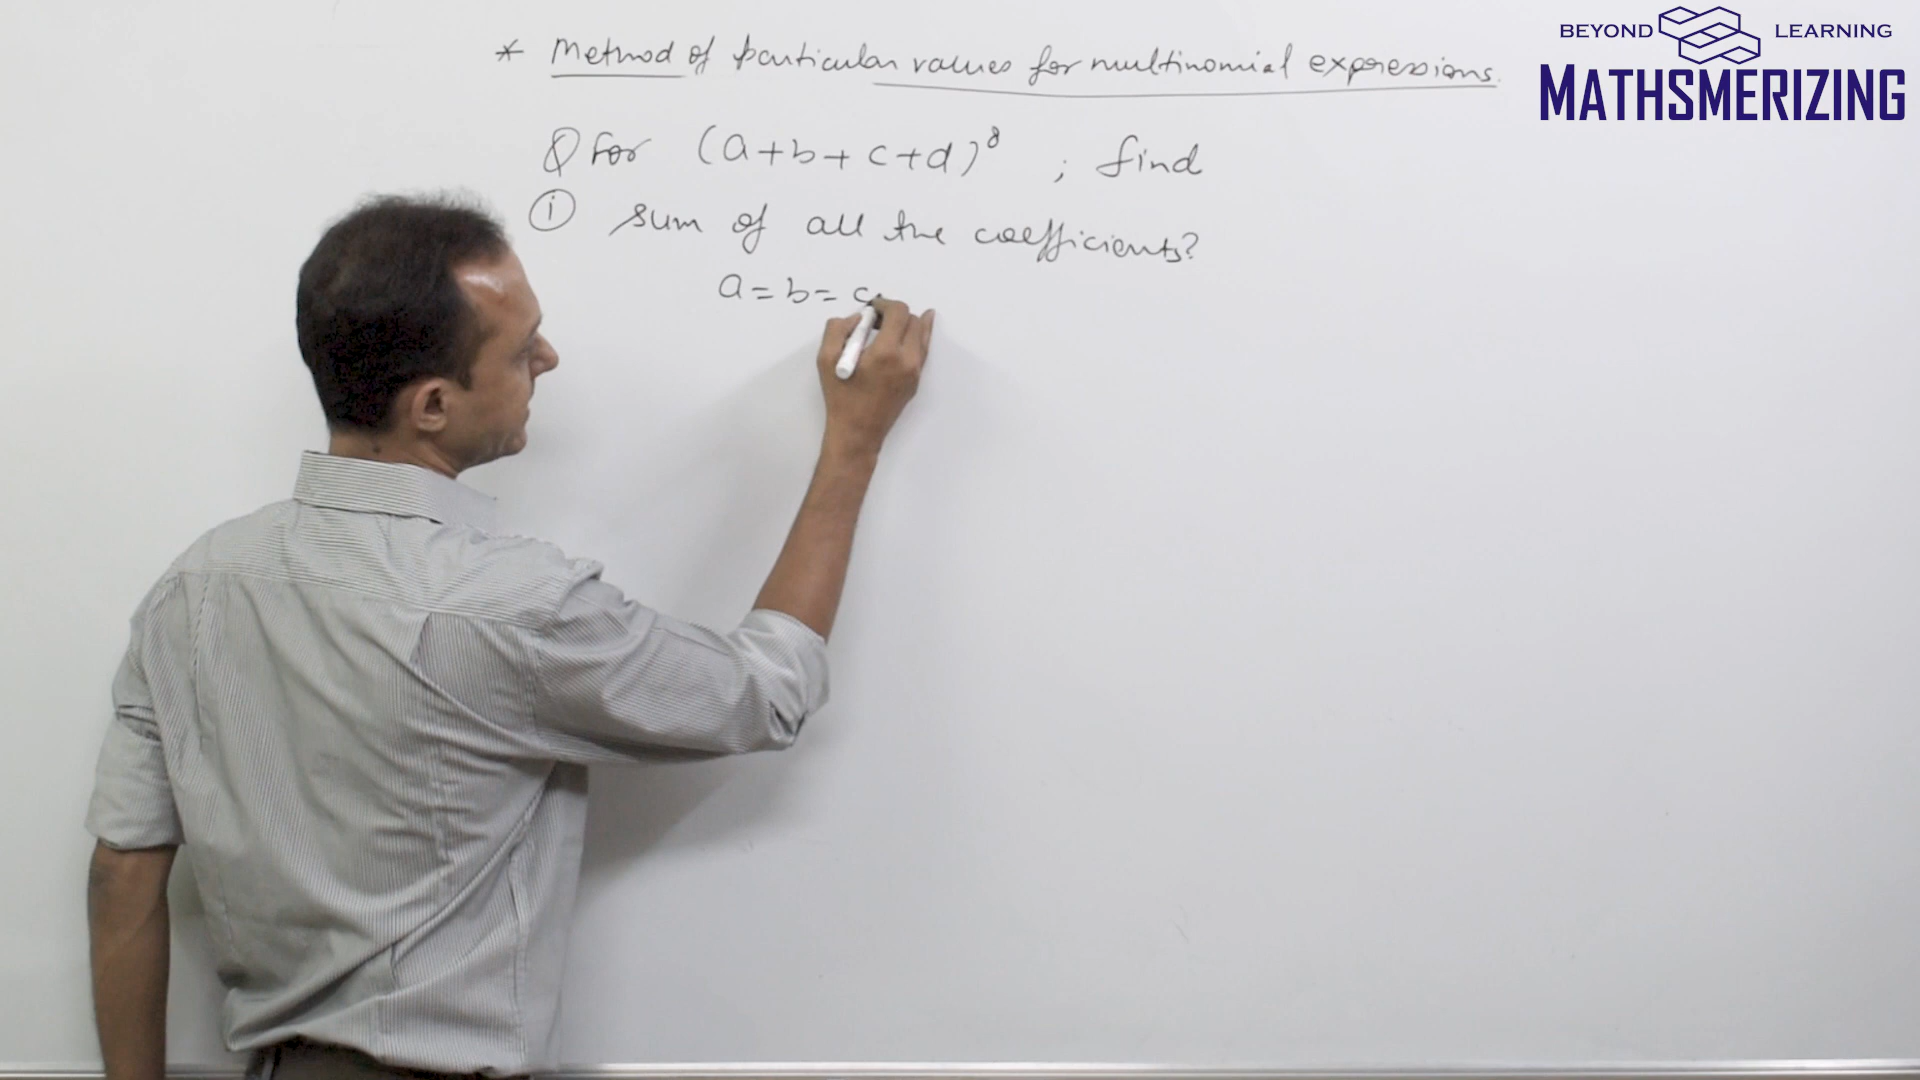 BEYOND LEARNING
MATHSMERIZING
* Method of particular values for multinomial expressions.
Q For (a+b+c+d)⁸ ; find
(i) sum of all the coefficients?
a = b = c